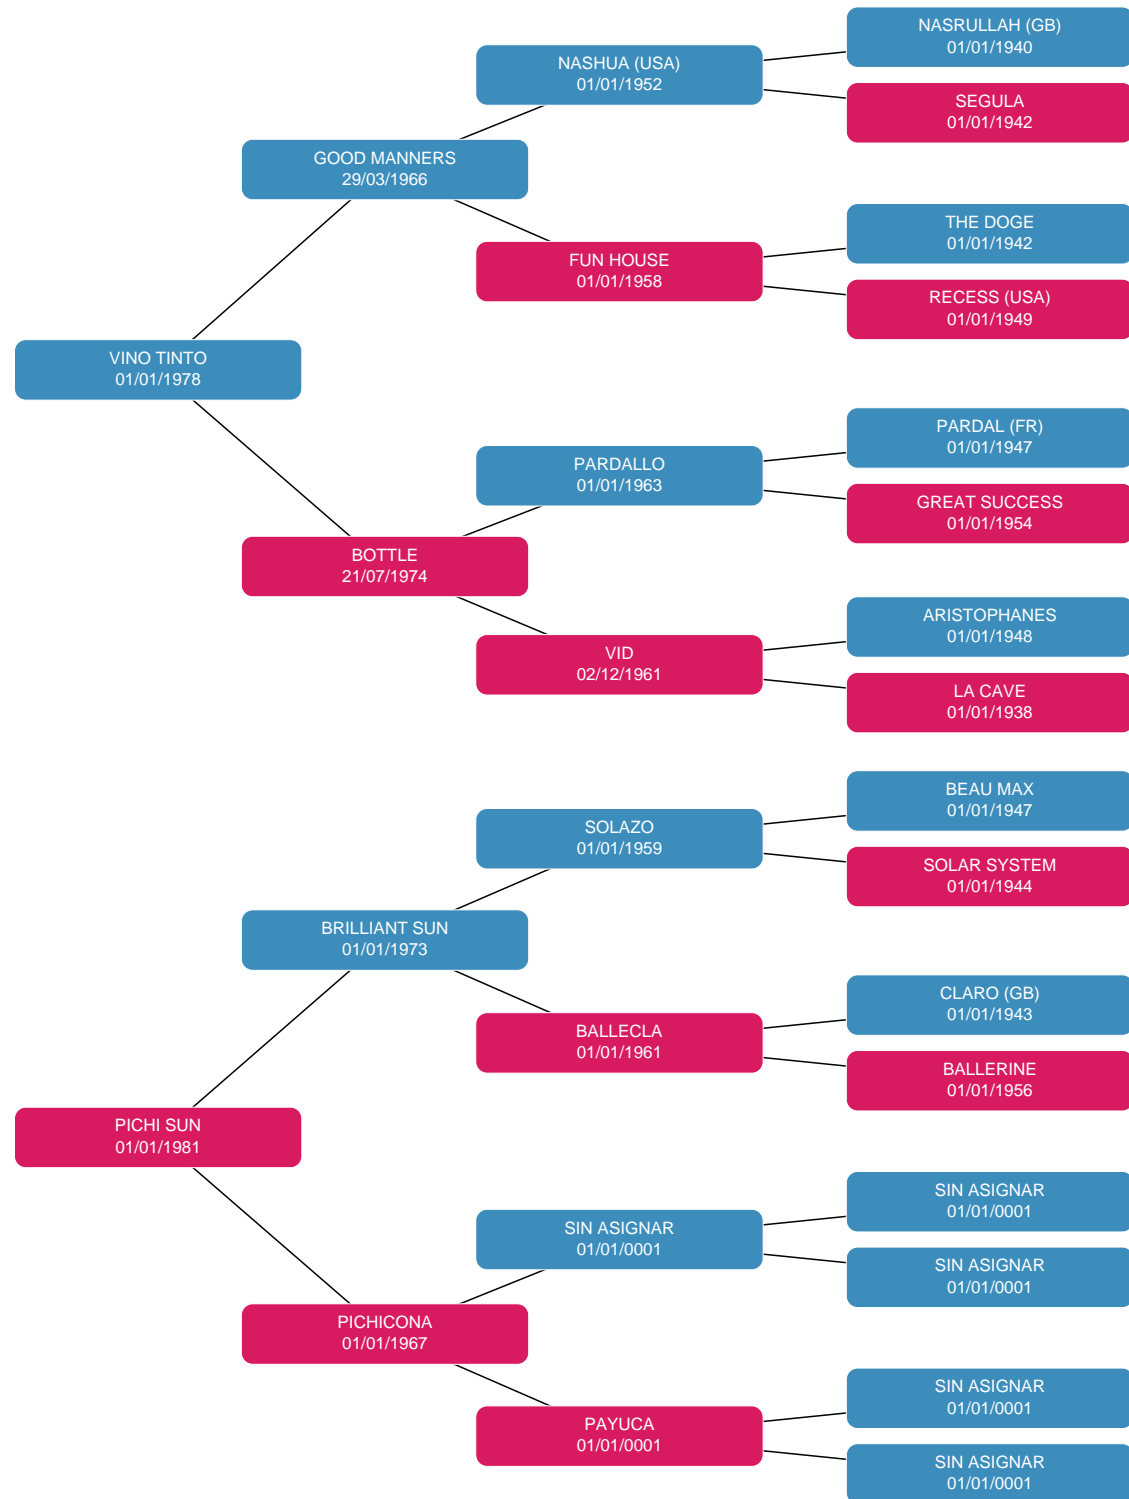 NASRULLAH (GB)
01/01/1940
NASHUA (USA)
01/01/1952
SEGULA
01/01/1942
GOOD MANNERS
29/03/1966
THE DOGE
01/01/1942
FUN HOUSE
01/01/1958
RECESS (USA)
01/01/1949
VINO TINTO
01/01/1978
PARDAL (FR)
01/01/1947
PARDALLO
01/01/1963
GREAT SUCCESS
01/01/1954
BOTTLE
21/07/1974
ARISTOPHANES
01/01/1948
VID
02/12/1961
LA CAVE
01/01/1938
BEAU MAX
01/01/1947
SOLAZO
01/01/1959
SOLAR SYSTEM
01/01/1944
BRILLIANT SUN
01/01/1973
CLARO (GB)
01/01/1943
BALLECLA
01/01/1961
BALLERINE
01/01/1956
PICHI SUN
01/01/1981
SIN ASIGNAR
01/01/0001
SIN ASIGNAR
01/01/0001
SIN ASIGNAR
01/01/0001
PICHICONA
01/01/1967
SIN ASIGNAR
01/01/0001
PAYUCA
01/01/0001
SIN ASIGNAR
01/01/0001